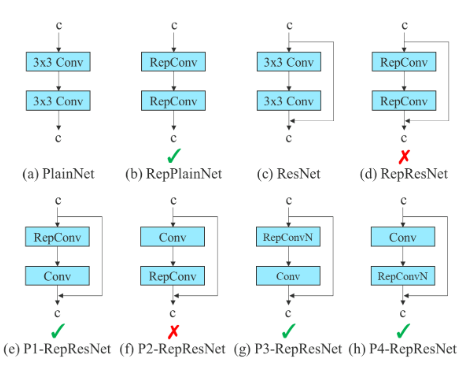 c c c c
3x3 Conv RepConv 3x3 Conv RepConv
3x3 Conv RepConv 3x3 Conv RepConv
c c c c
(a) PlainNet (b) RepPlainNet (c) ResNet (d) RepResNet
c c c c
RepConv Conv RepConvN Conv
Conv RepConv Conv RepConvN
c c c c
(e) P1-RepResNet (f) P2-RepResNet (g) P3-RepResNet (h) P4-RepResNet